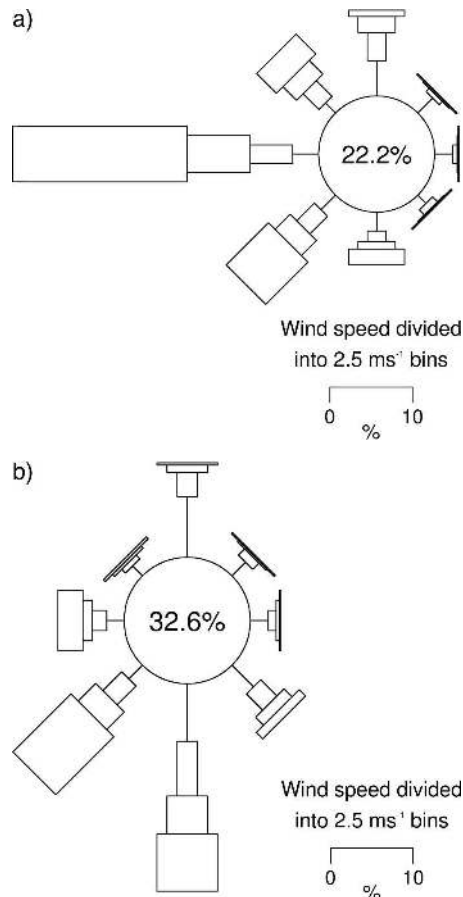 a)
22.2%
Wind speed divided
into 2.5 ms⁻¹ bins
0 10
%
b)
32.6%
Wind speed divided
into 2.5 ms⁻¹ bins
0 10
%